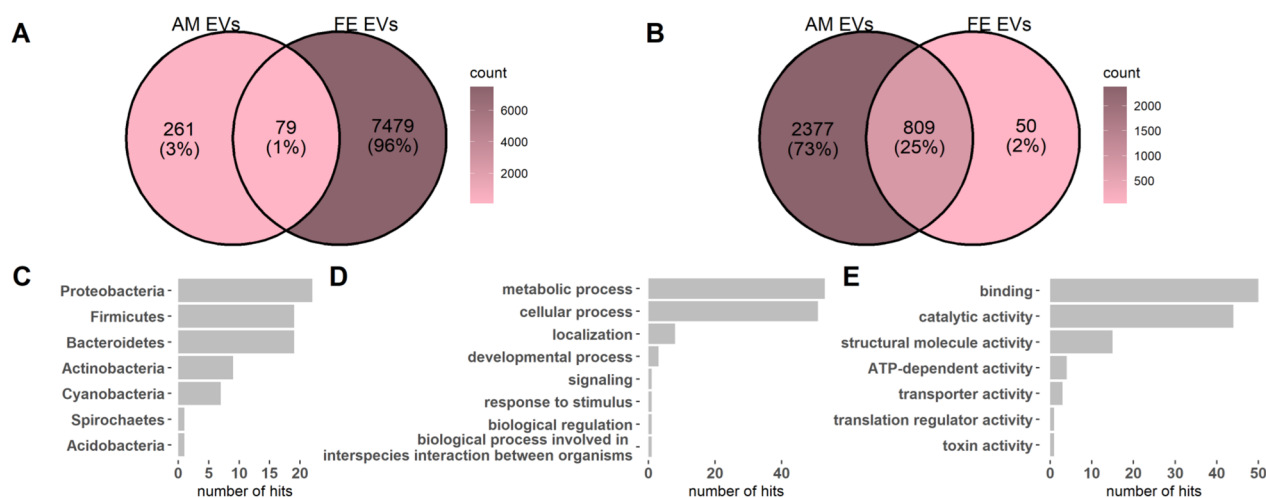 A
AM EVs
FE EVs
261
(3%)
79
(1%)
7479
(96%)
count
6000
4000
2000
B
AM EVs
FE EVs
2377
(73%)
809
(25%)
50
(2%)
count
2000
1500
1000
500
C
Proteobacteria
Firmicutes
Bacteroidetes
Actinobacteria
Cyanobacteria
Spirochaetes
Acidobacteria
0 5 10 15 20
number of hits
D
metabolic process
cellular process
localization
developmental process
signaling
response to stimulus
biological regulation
biological process involved in
interspecies interaction between organisms
0 20 40
number of hits
E
binding
catalytic activity
structural molecule activity
ATP-dependent activity
transporter activity
translation regulator activity
toxin activity
0 10 20 30 40 50
number of hits